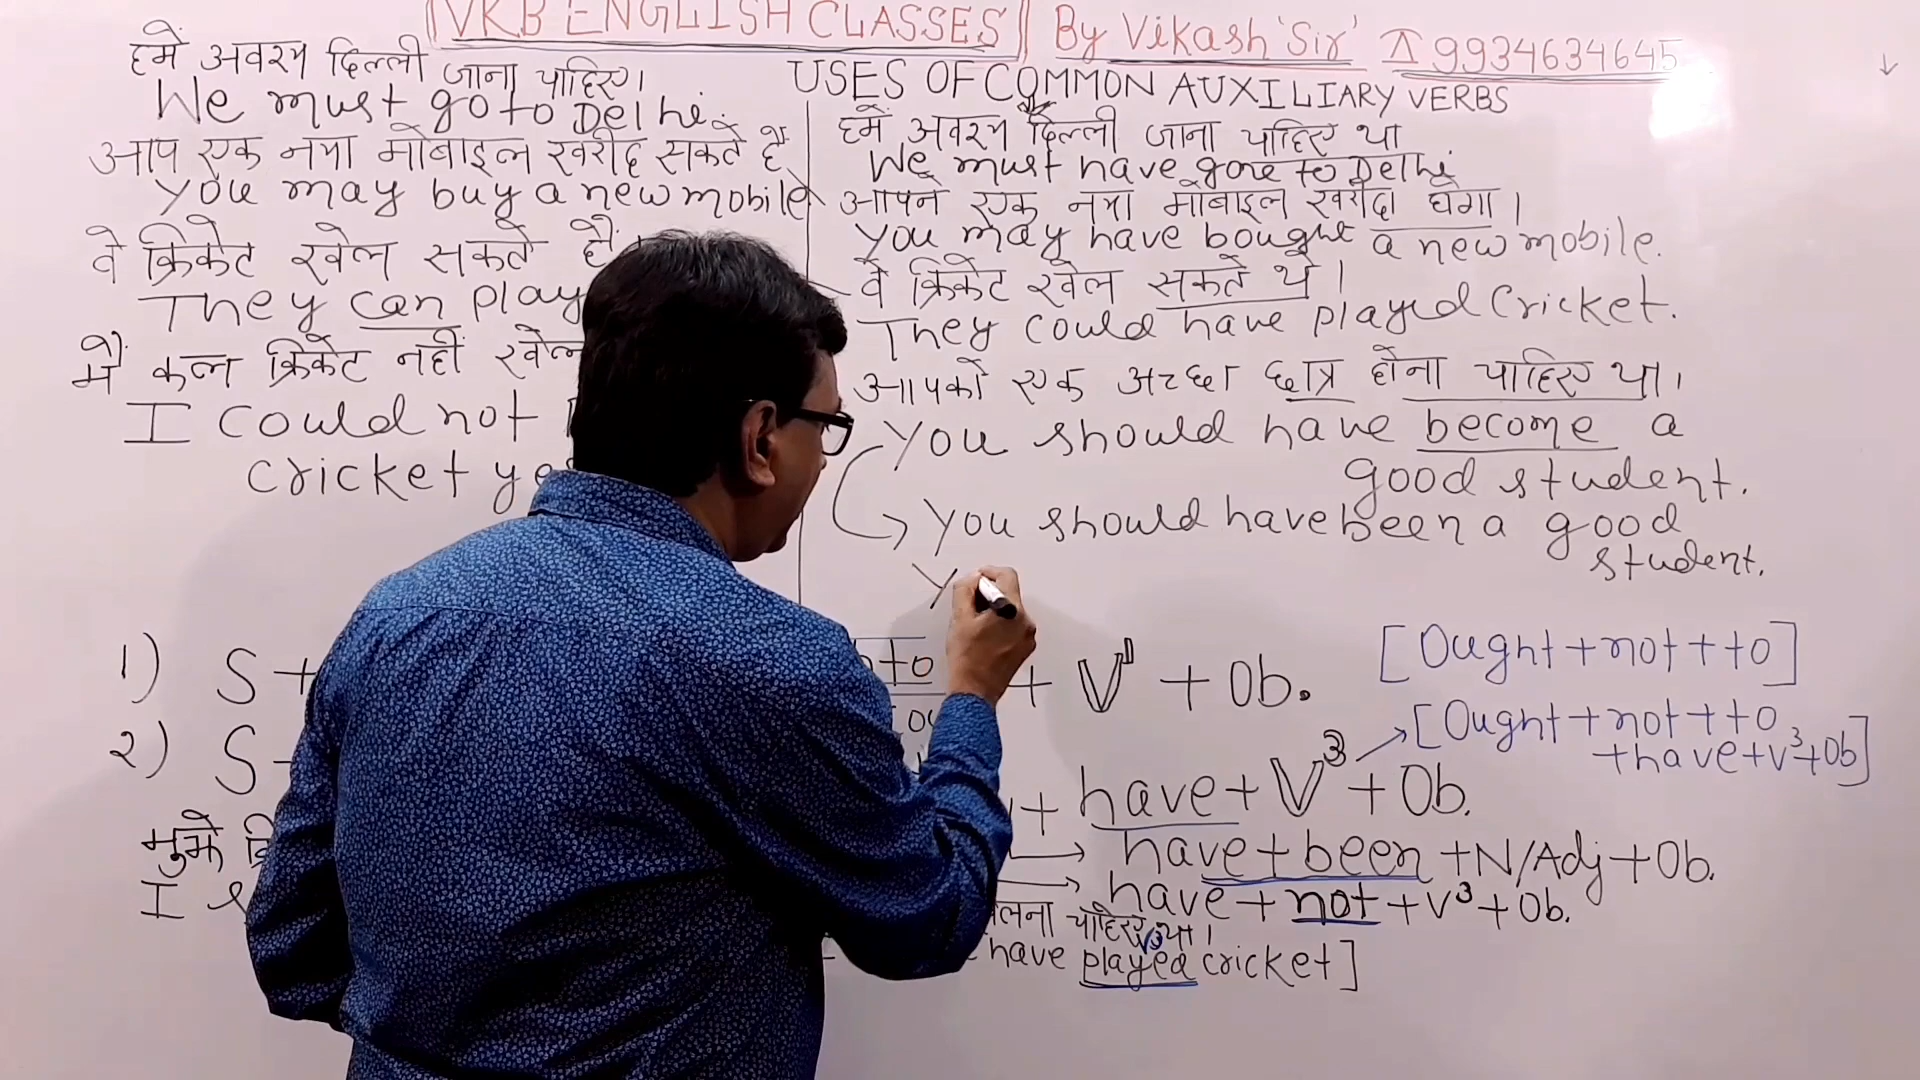 VKB ENGLISH CLASSES By Vikash 'Sir' 9934634645
USES OF COMMON AUXILIARY VERBS
हमें अवश्य दिल्ली जाना चाहिए।
We must go to Delhi.
आप एक नया मोबाइल खरीद सकते हैं
You may buy a new mobile
वे क्रिकेट खेल सकते हैं
They can play
मैं कल क्रिकेट नहीं खेल
I could not
cricket ye
हमें अवश्य दिल्ली जाना चाहिए था
We must have gone to Delhi.
आपने एक नया मोबाइल खरीदा होगा।
You may have bought a new mobile.
वे क्रिकेट खेल सकते थे।
They could have played Cricket.
आपको एक अच्छा छात्र होना चाहिए था।
You should have become a
good student.
You should have been a good
student.
Y
1) S+ + V¹ + Ob.
[Ought+not+to]
2) S+ + have+V³+Ob.
[Ought+not+to
+have+V³+Ob]
have+been+N/Adj+Ob.
have+not+V³+Ob.
मुझे क्रि लना चाहिए था।
V3
I s have played cricket]